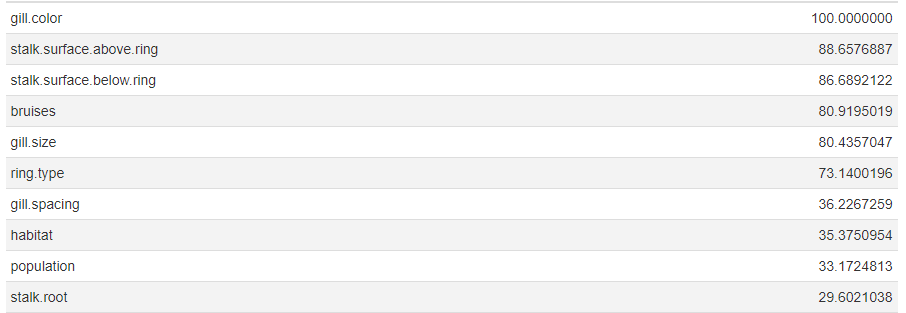 gill.color 100.0000000
stalk.surface.above.ring 88.6576887
stalk.surface.below.ring 86.6892122
bruises 80.9195019
gill.size 80.4357047
ring.type 73.1400196
gill.spacing 36.2267259
habitat 35.3750954
population 33.1724813
stalk.root 29.6021038